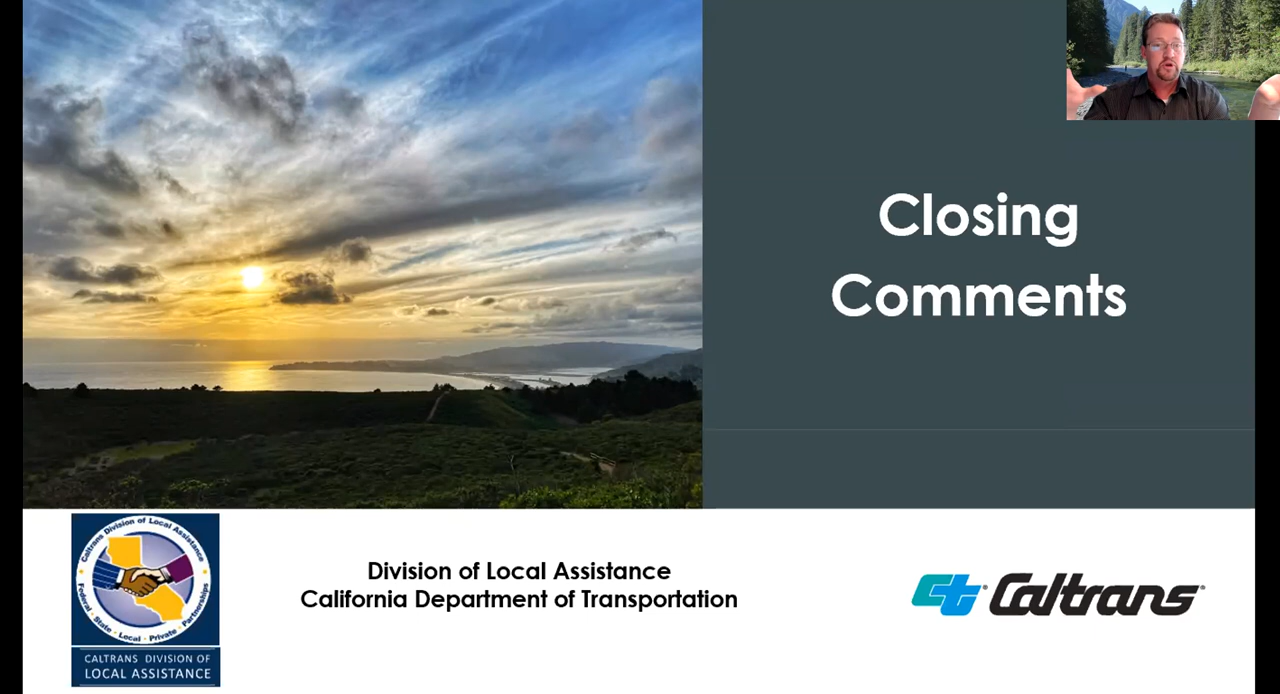 Closing
Comments
Caltrans Division of Local Assistance
Federal - State - Local - Private - Partnerships
CALTRANS DIVISION OF
LOCAL ASSISTANCE
Division of Local Assistance
California Department of Transportation
ct Caltrans